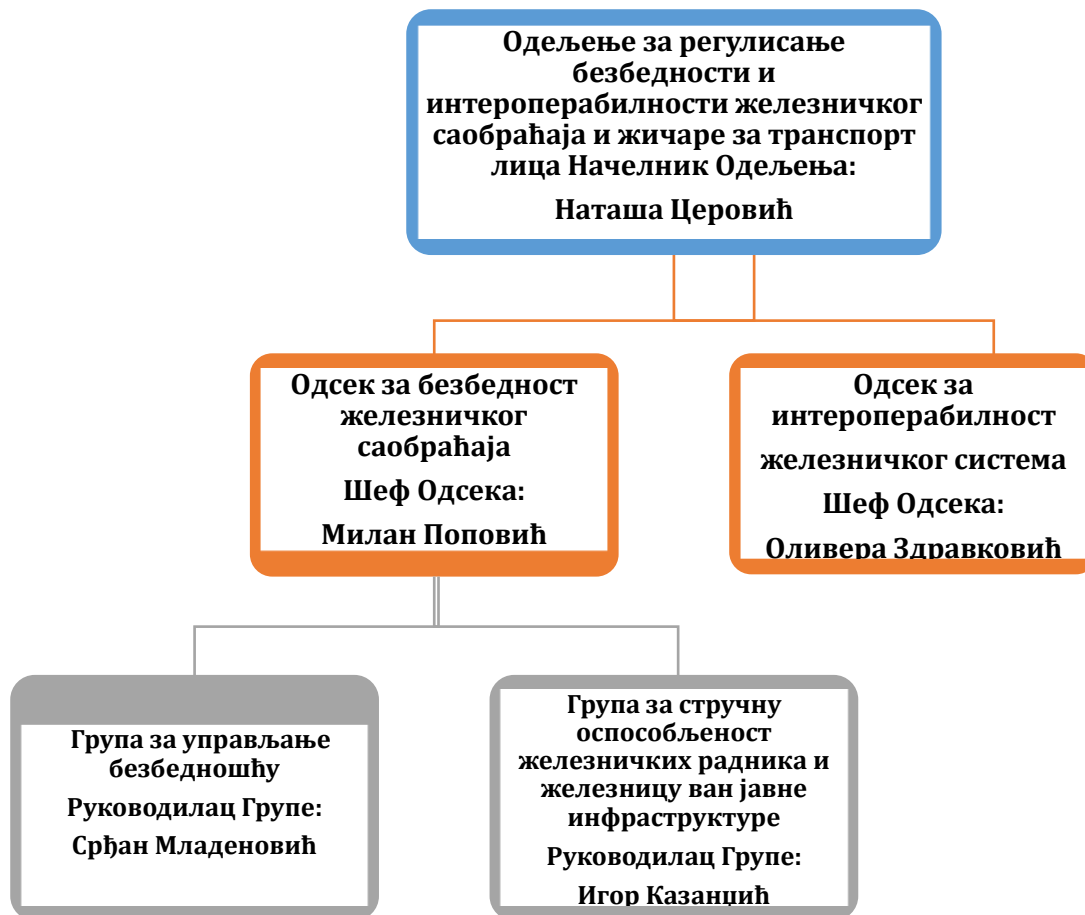 Одељење за регулисање
безбедности и
интероперабилности железничког
саобраћаја и жичаре за транспорт
лица Начелник Одељења:
Наташа Церовић
Одсек за безбедност
железничког
саобраћаја
Шеф Одсека:
Милан Поповић
Одсек за
интероперабилност
железничког система
Шеф Одсека:
Оливера Здравковић
Група за управљање
безбедношћу
Руководилац Групе:
Срђан Младеновић
Група за стручну
оспособљеност
железничких радника и
железницу ван јавне
инфраструктуре
Руководилац Групе:
Игор Казанџић